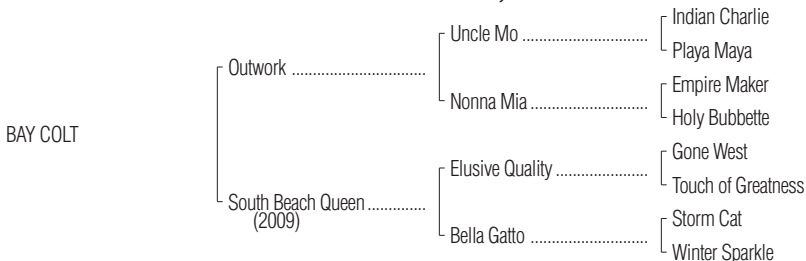 Indian Charlie
Uncle Mo ..............................
Playa Maya
Outwork ................................
Empire Maker
Nonna Mia ............................
Holy Bubbette
BAY COLT
Gone West
Elusive Quality ......................
Touch of Greatness
South Beach Queen ..............
(2009)
Storm Cat
Bella Gatto ............................
Winter Sparkle